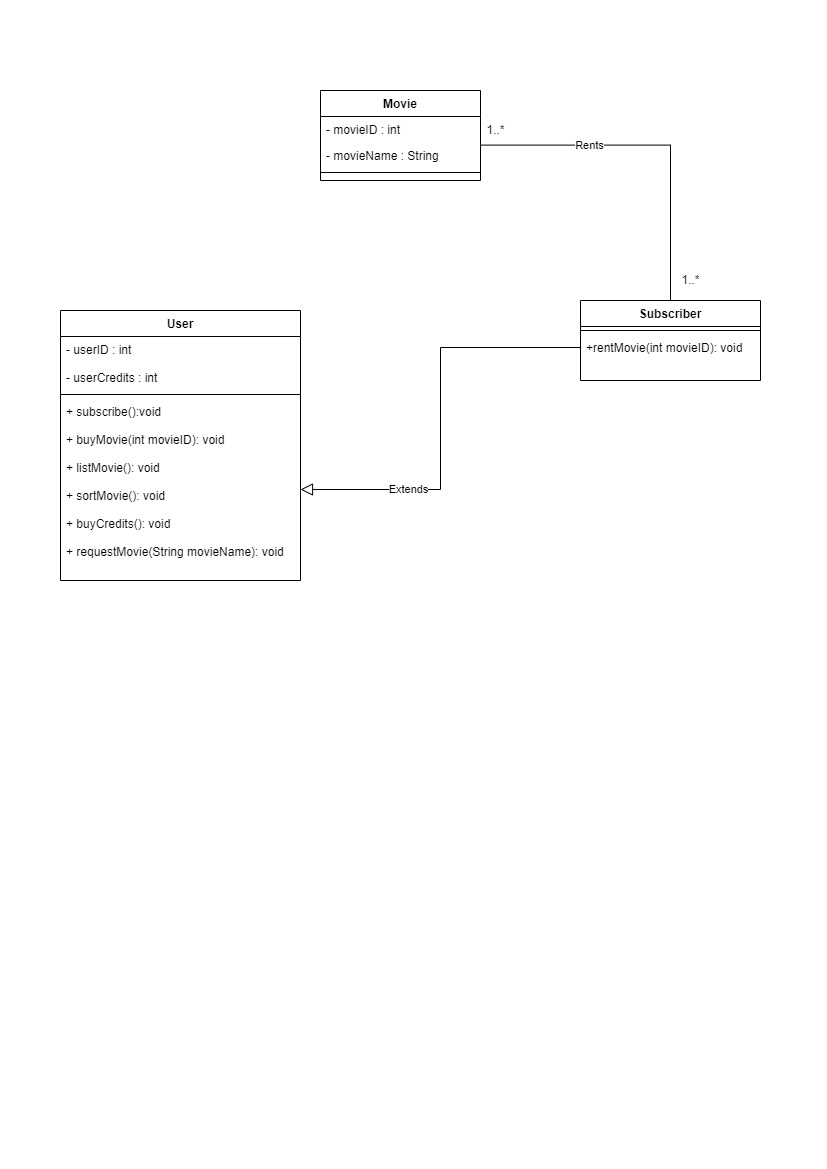 Movie
- movieID : int
- movieName : String
1..*
Rents
1..*
Subscriber
+rentMovie(int movieID): void
User
- userID : int
- userCredits : int
+ subscribe():void
+ buyMovie(int movieID): void
+ listMovie(): void
+ sortMovie(): void
+ buyCredits(): void
+ requestMovie(String movieName): void
Extends